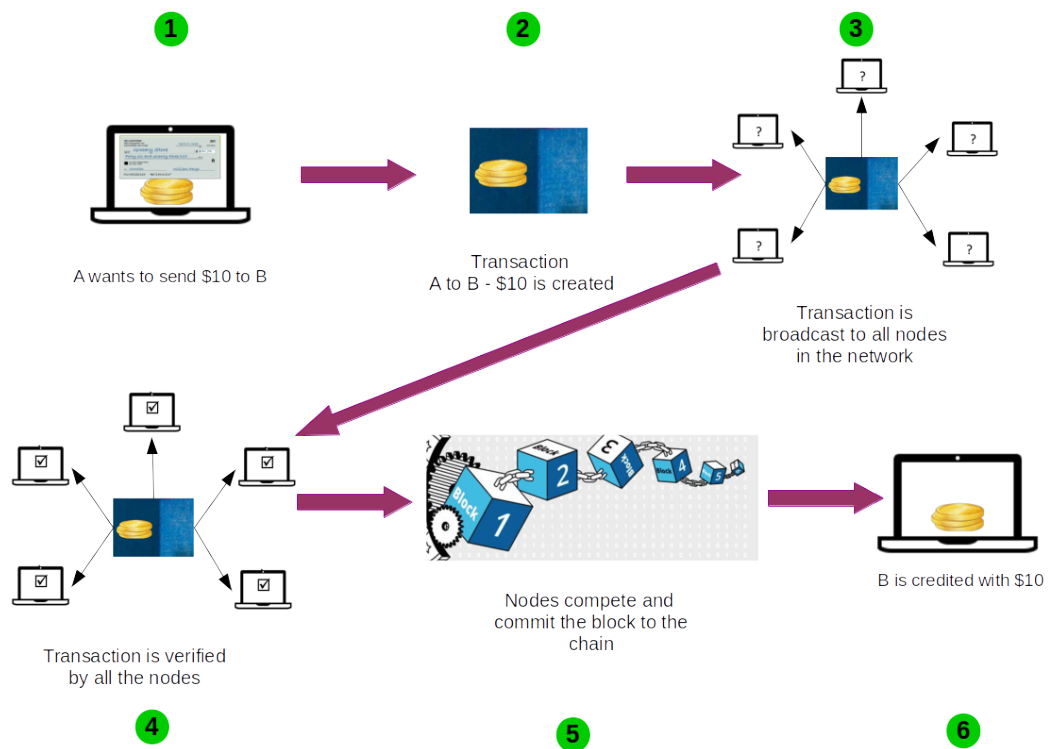 1
2
3
?
?
?
?
?
A wants to send $10 to B
Transaction
A to B - $10 is created
Transaction is
broadcast to all nodes
in the network
Block
1
Block
2
Block
3
Block
4
5
B is credited with $10
Nodes compete and
commit the block to the
chain
Transaction is verified
by all the nodes
4
5
6